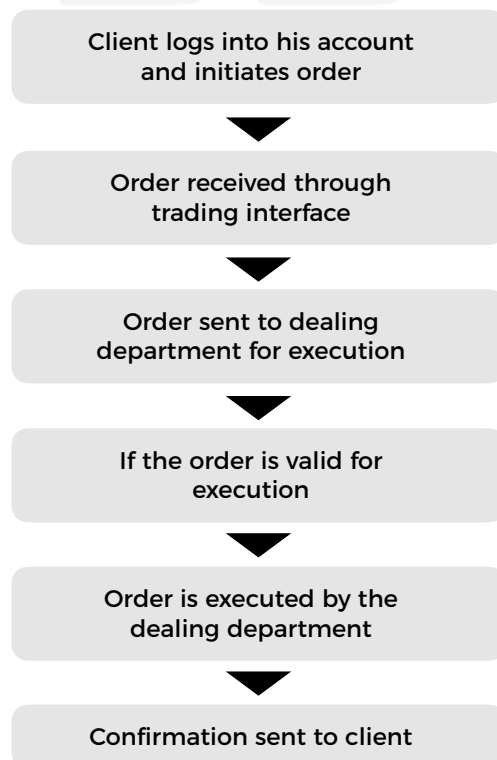 Client logs into his account
and initiates order
Order received through
trading interface
Order sent to dealing
department for execution
If the order is valid for
execution
Order is executed by the
dealing department
Confirmation sent to client